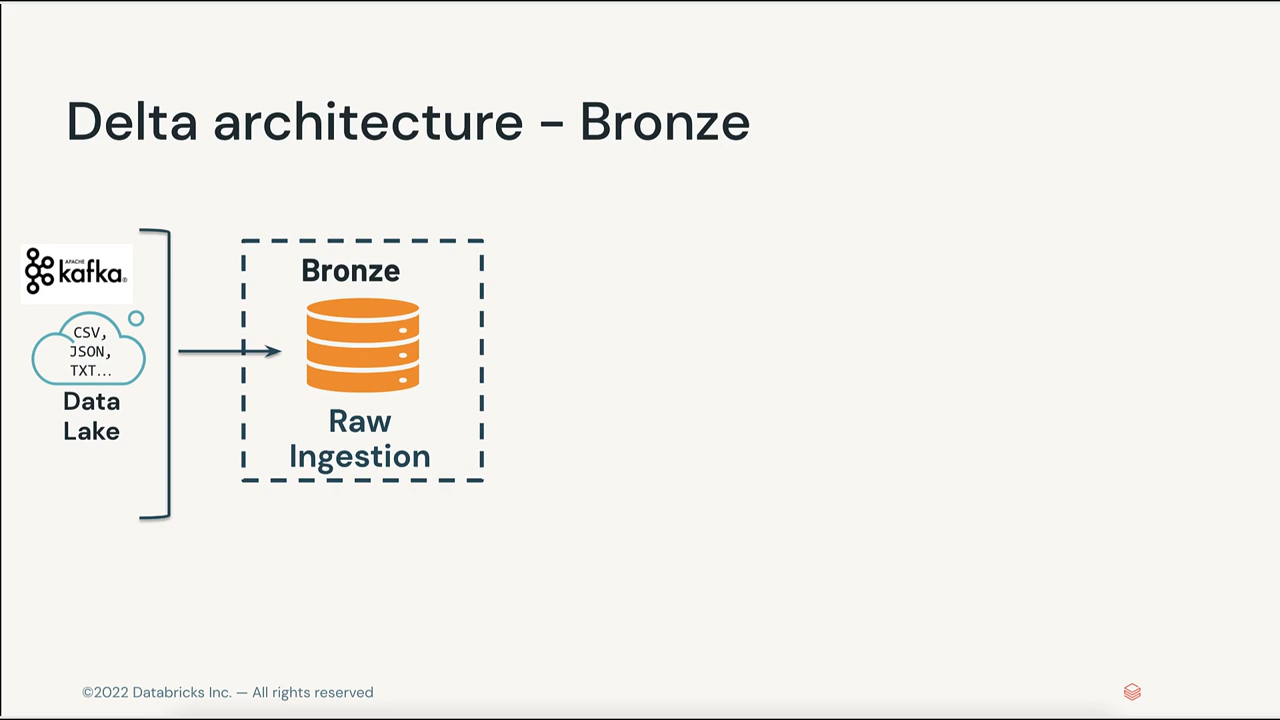 Delta architecture – Bronze
APACHE
kafka®
CSV,
JSON,
TXT...
Data
Lake
Bronze
Raw
Ingestion
©2022 Databricks Inc. — All rights reserved